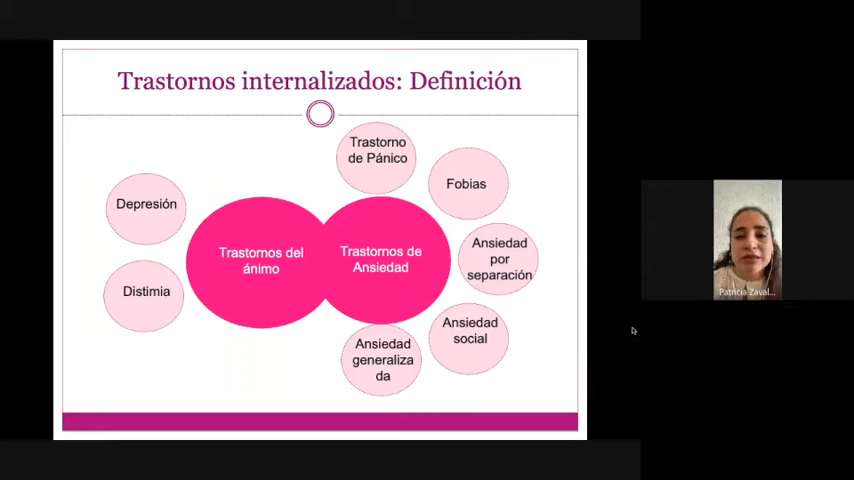 Trastornos internalizados: Definición
Trastorno
de Pánico
Fobias
Depresión
Trastornos del
ánimo
Trastornos de
Ansiedad
Ansiedad
por
separación
Distimia
Ansiedad
social
Ansiedad
generaliza
da
Patricia Zaval...